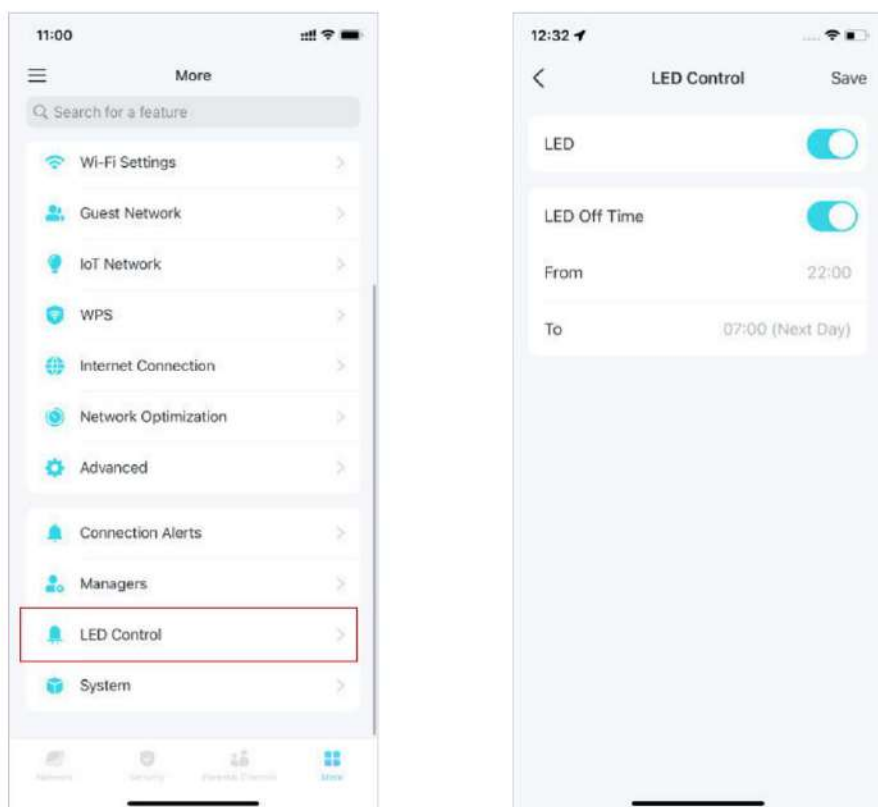 11:00
More
Search for a feature
Wi-Fi Settings
Guest Network
IoT Network
WPS
Internet Connection
Network Optimization
Advanced
Connection Alerts
Managers
LED Control
System
More
12:32
LED Control Save
LED
LED Off Time
From 22:00
To 07:00 (Next Day)